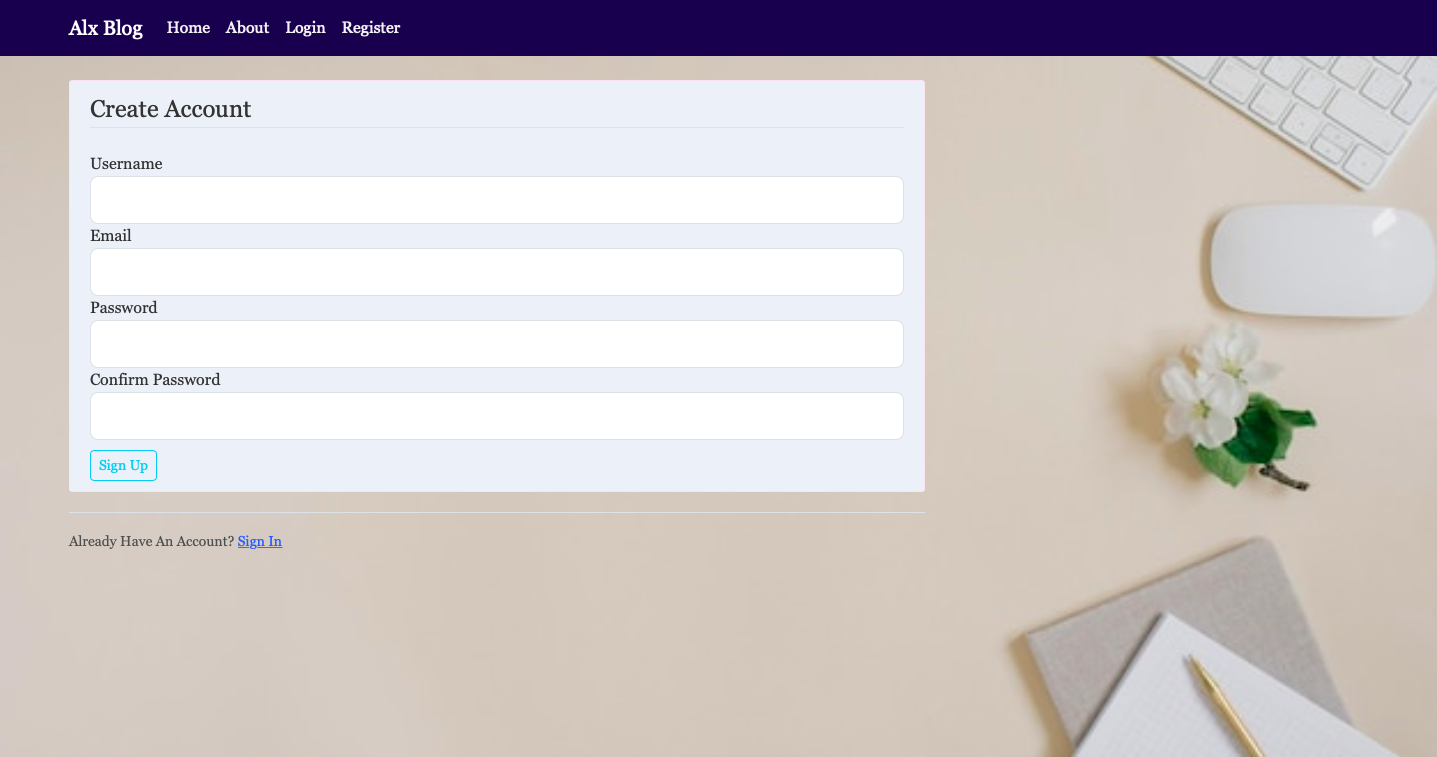 Alx Blog Home About Login Register
Create Account
Username
Email
Password
Confirm Password
Sign Up
Already Have An Account? Sign In